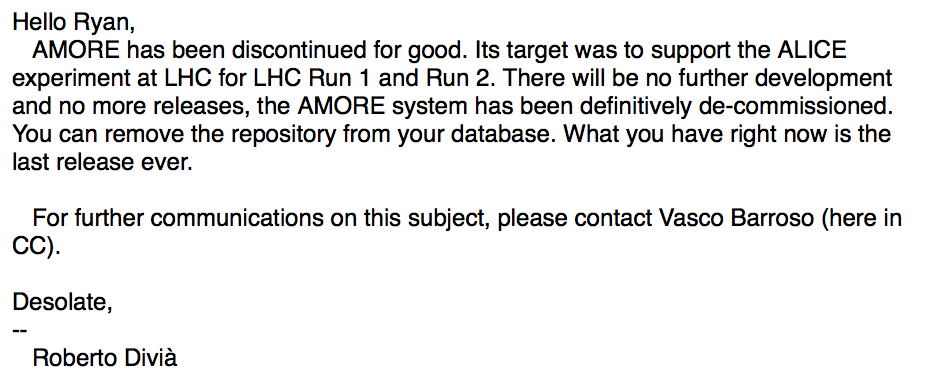 Hello Ryan,
AMORE has been discontinued for good. Its target was to support the ALICE
experiment at LHC for LHC Run 1 and Run 2. There will be no further development
and no more releases, the AMORE system has been definitively de-commissioned.
You can remove the repository from your database. What you have right now is the
last release ever.
For further communications on this subject, please contact Vasco Barroso (here in
CC).
Desolate,
--
Roberto Divià